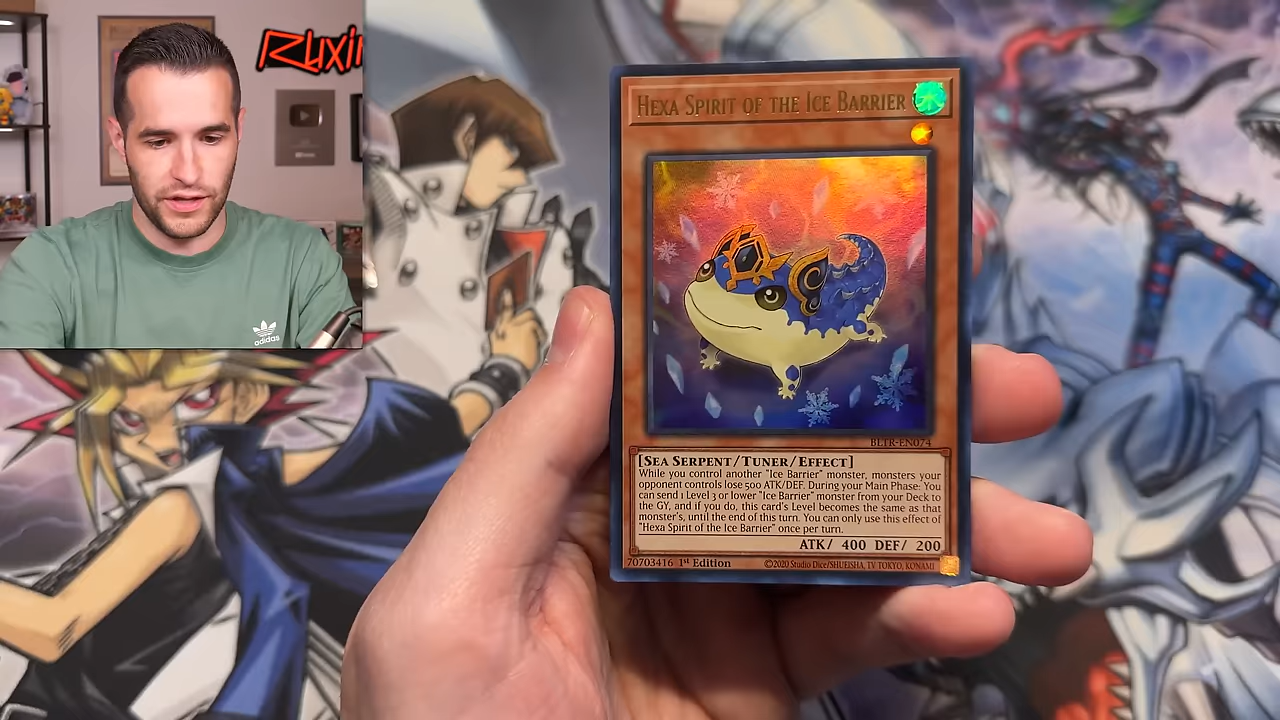 Ruxin
HEXA SPIRIT OF THE ICE BARRIER
adidas
BLTR-EN074
[SEA SERPENT/TUNER/EFFECT]
While you control another "Ice Barrier" monster, monsters your
opponent controls lose 500 ATK/DEF. During your Main Phase: You
can send 1 Level 3 or lower "Ice Barrier" monster from your Deck to
the GY, and if you do, this card's Level becomes the same as that
monster's, until the end of this turn. You can only use this effect of
"Hexa Spirit of the Ice Barrier" once per turn.
ATK/ 400 DEF/ 200
70703416 1st Edition
©2020 Studio Dice/SHUEISHA, TV TOKYO, KONAMI